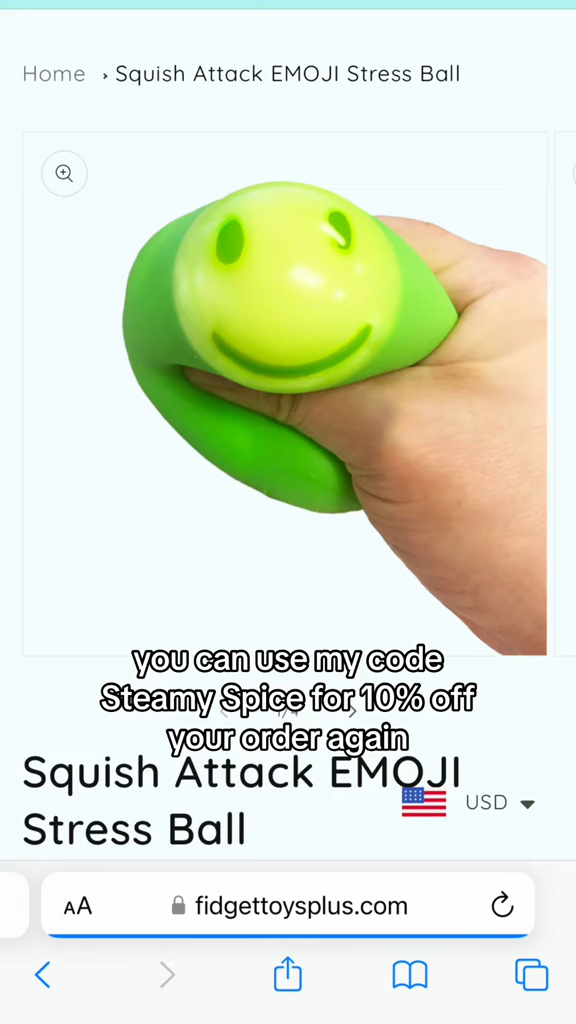 Home › Squish Attack EMOJI Stress Ball
you can use my code
Steamy Spice for 10% off
your order again
Squish Attack EMOJI
Stress Ball
USD
AA
fidgettoysplus.com